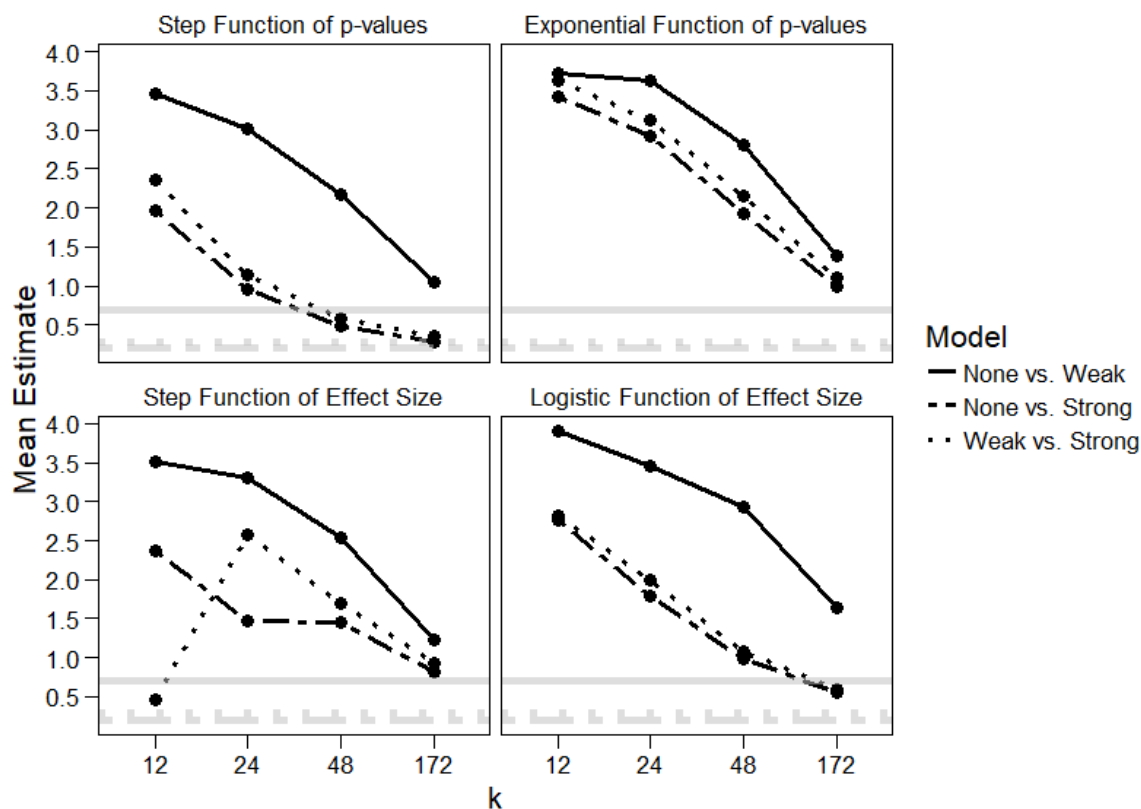 Step Function of p-values
Exponential Function of p-values
4.0
3.5
3.0
2.5
2.0
1.5
1.0
0.5
Mean Estimate
Step Function of Effect Size
Logistic Function of Effect Size
4.0
3.5
3.0
2.5
2.0
1.5
1.0
0.5
12 24 48 172
12 24 48 172
k
Model
None vs. Weak
None vs. Strong
Weak vs. Strong